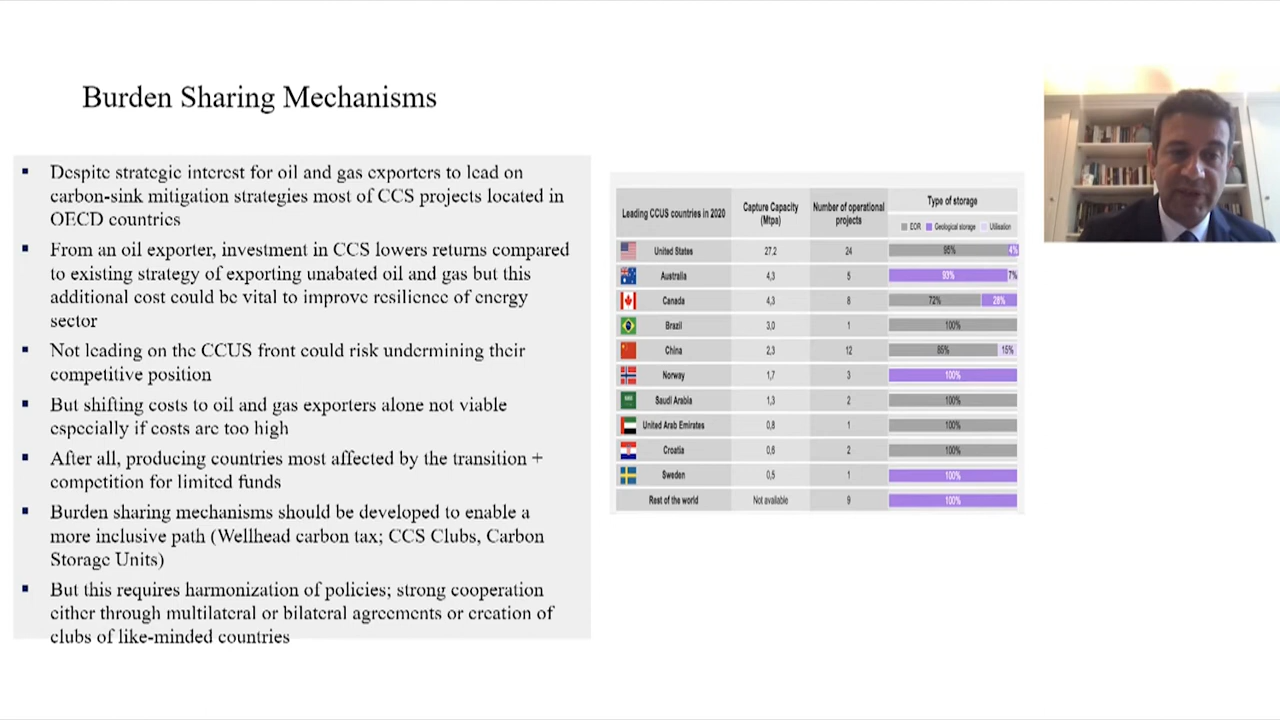 Burden Sharing Mechanisms
Despite strategic interest for oil and gas exporters to lead on
carbon-sink mitigation strategies most of CCS projects located in
OECD countries
From an oil exporter, investment in CCS lowers returns compared
to existing strategy of exporting unabated oil and gas but this
additional cost could be vital to improve resilience of energy
sector
Not leading on the CCUS front could risk undermining their
competitive position
But shifting costs to oil and gas exporters alone not viable
especially if costs are too high
After all, producing countries most affected by the transition +
competition for limited funds
Burden sharing mechanisms should be developed to enable a
more inclusive path (Wellhead carbon tax; CCS Clubs, Carbon
Storage Units)
But this requires harmonization of policies; strong cooperation
either through multilateral or bilateral agreements or creation of
clubs of like-minded countries
Leading CCUS countries in 2020
Capture Capacity
(Mtpa)
Number of operational
projects
Type of storage
EOR Geological storage Utilisation
United States 27,2 24 95% 4%
Australia 4,3 5 93% 7%
Canada 4,3 8 72% 28%
Brazil 3,0 1 100%
China 2,3 12 85% 15%
Norway 1,7 3 100%
Saudi Arabia 1,3 2 100%
United Arab Emirates 0,8 1 100%
Croatia 0,6 2 100%
Sweden 0,5 1 100%
Rest of the world Not available 9 100%